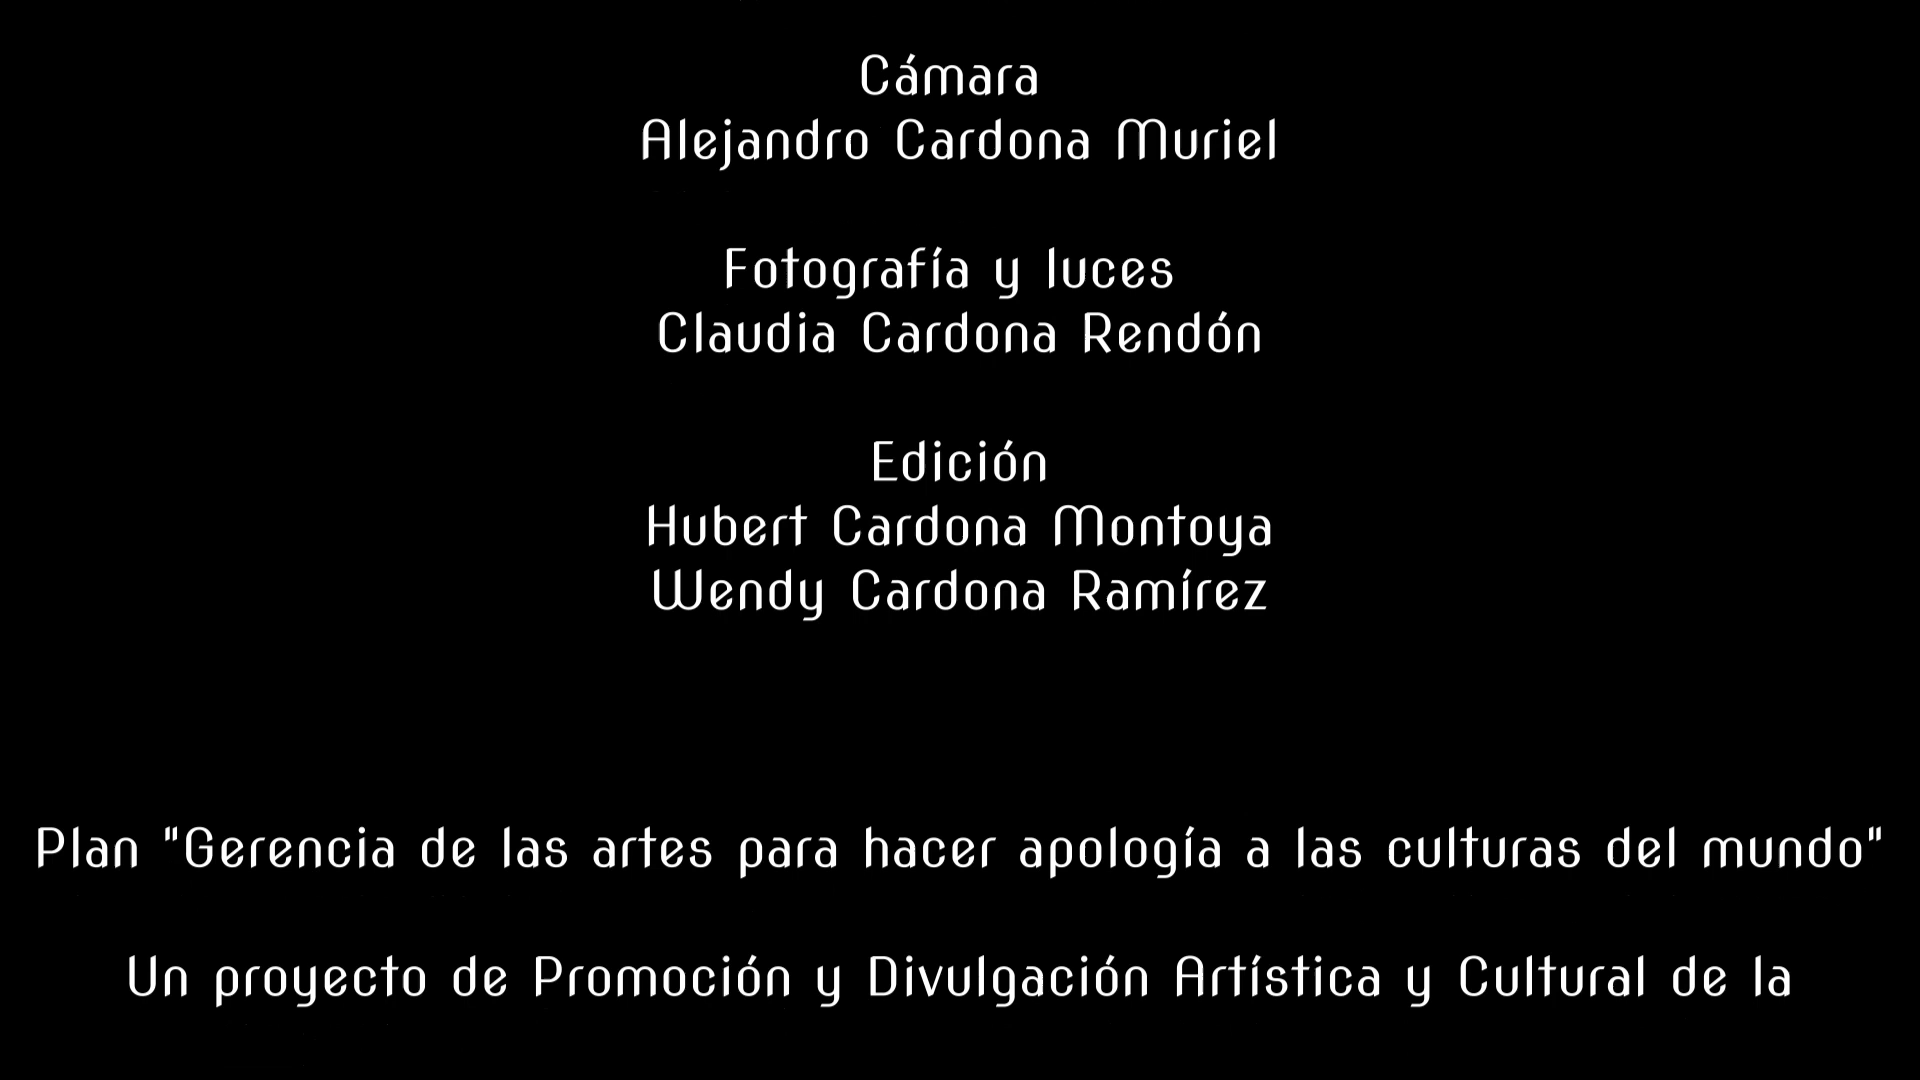 Cámara
Alejandro Cardona Muriel
Fotografía y luces
Claudia Cardona Rendón
Edición
Hubert Cardona Montoya
Wendy Cardona Ramírez
Plan "Gerencia de las artes para hacer apología a las culturas del mundo"
Un proyecto de Promoción y Divulgación Artística y Cultural de la